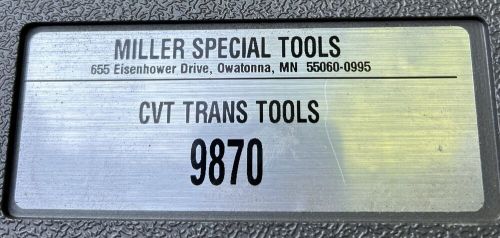 MILLER SPECIAL TOOLS
655 Eisenhower Drive, Owatonna, MN 55060-0995
CVT TRANS TOOLS
9870